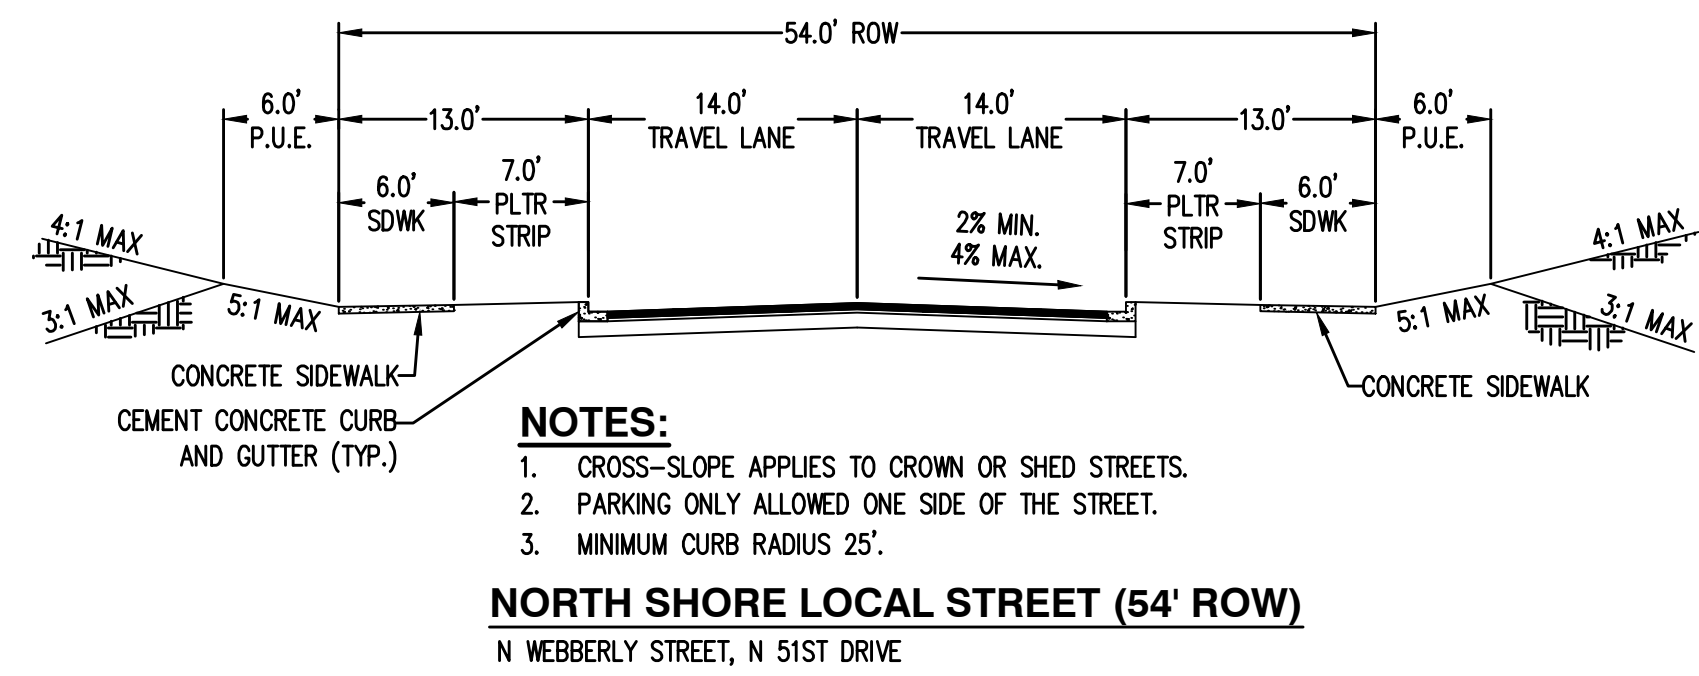 54.0' ROW
6.0'
P.U.E.
13.0'
14.0'
TRAVEL LANE
14.0'
TRAVEL LANE
13.0'
6.0'
P.U.E.
6.0'
SDWK
7.0'
PLTR
STRIP
7.0'
PLTR
STRIP
6.0'
SDWK
2% MIN.
4% MAX.
4:1 MAX
3:1 MAX
5:1 MAX
5:1 MAX
4:1 MAX
3:1 MAX
CONCRETE SIDEWALK
CEMENT CONCRETE CURB
AND GUTTER (TYP.)
CONCRETE SIDEWALK
NOTES:
1. CROSS-SLOPE APPLIES TO CROWN OR SHED STREETS.
2. PARKING ONLY ALLOWED ONE SIDE OF THE STREET.
3. MINIMUM CURB RADIUS 25'.
NORTH SHORE LOCAL STREET (54' ROW)
N WEBBERLY STREET, N 51ST DRIVE